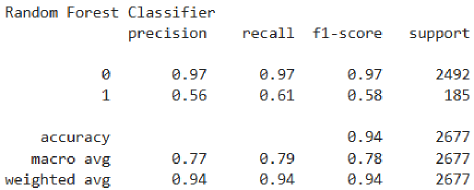 Random Forest Classifier
precision recall f1-score support
0 0.97 0.97 0.97 2492
1 0.56 0.61 0.58 185
accuracy 0.94 2677
macro avg 0.77 0.79 0.78 2677
weighted avg 0.94 0.94 0.94 2677